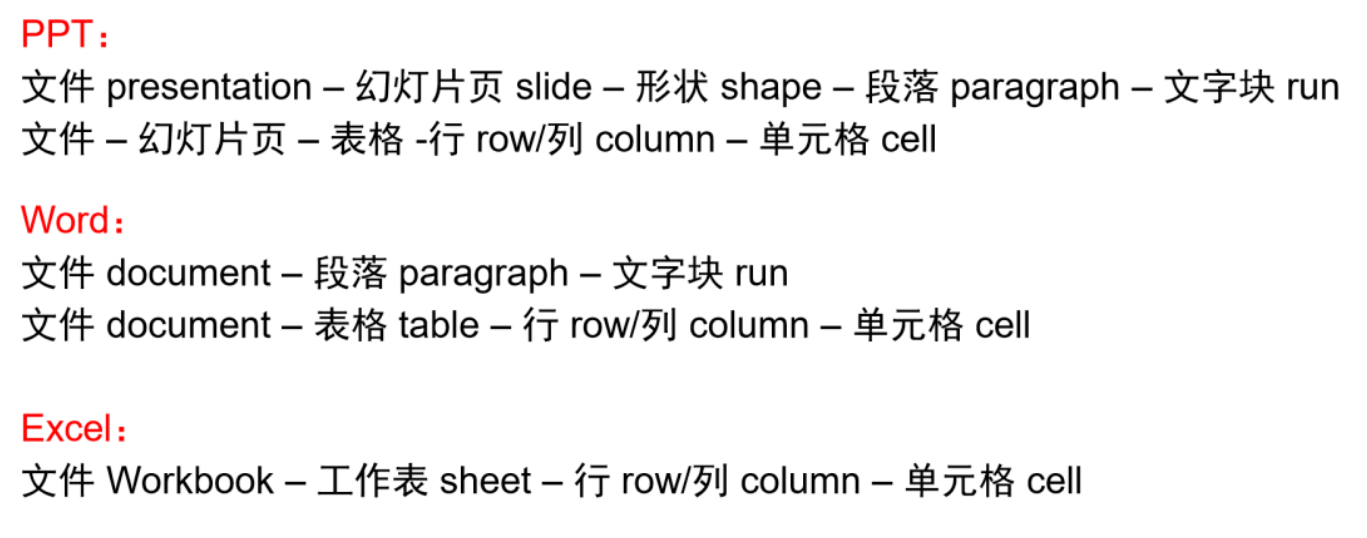 PPT：
文件 presentation – 幻灯片页 slide – 形状 shape – 段落 paragraph – 文字块 run
文件 – 幻灯片页 – 表格 -行 row/列 column – 单元格 cell
Word：
文件 document – 段落 paragraph – 文字块 run
文件 document – 表格 table – 行 row/列 column – 单元格 cell
Excel：
文件 Workbook – 工作表 sheet – 行 row/列 column – 单元格 cell